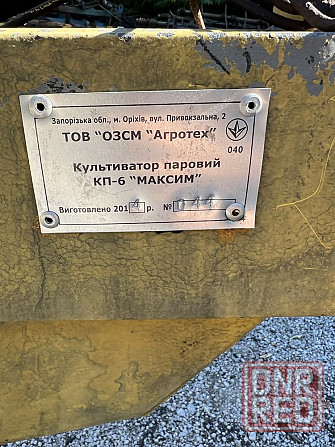 Запорізька обл., м. Оріхів, вул. Привокзальна, 2
ТОВ "ОЗСМ "Агротех"
040
Культиватор паровий
КП-6 "МАКСИМ"
Виготовлено 201 р. №
DNR
RED